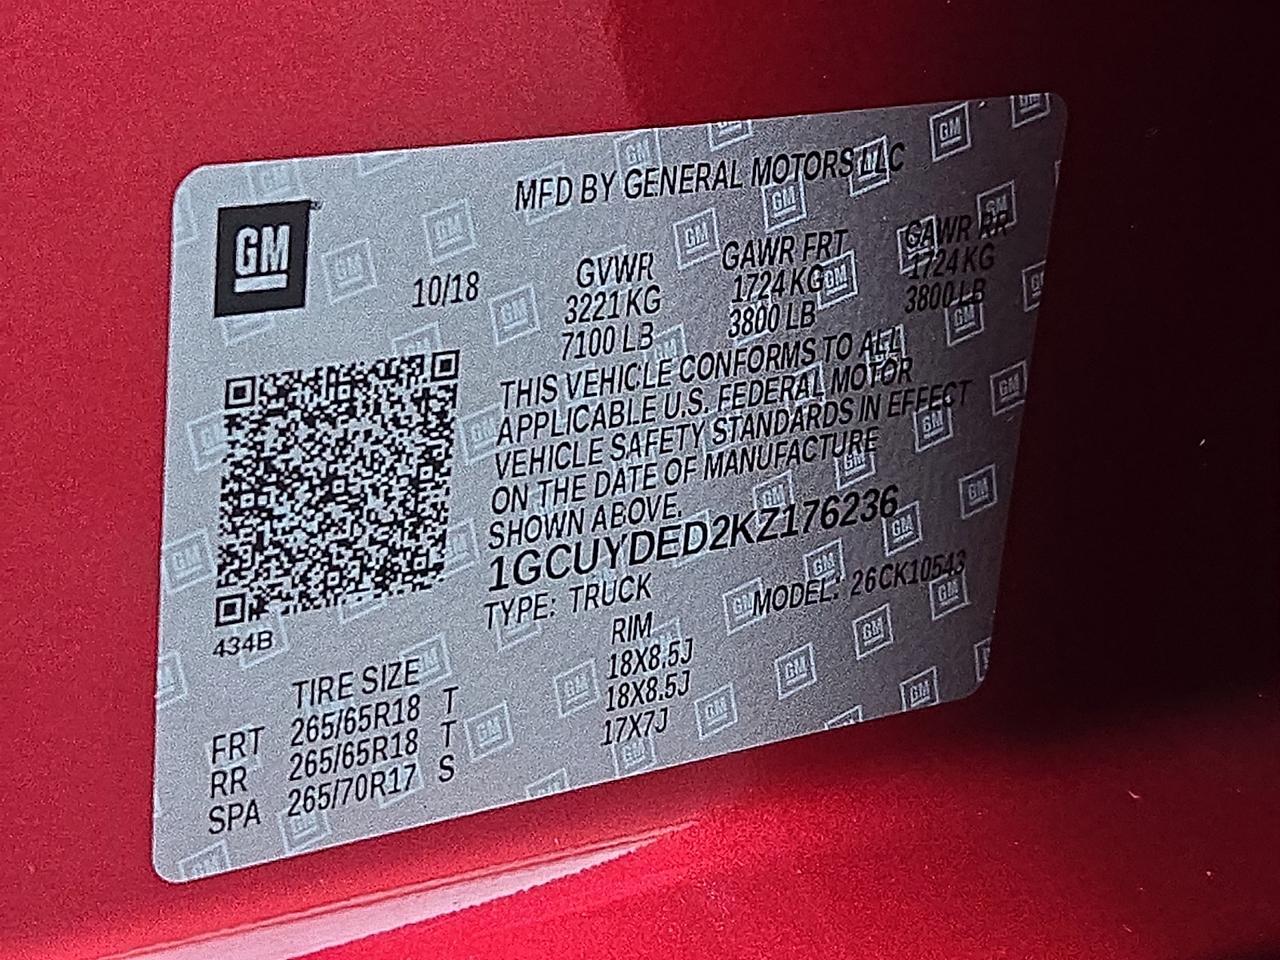 MFD BY GENERAL MOTORS LLC
GM
10/18
GVWR GAWR FRT GAWR RR
3221 KG 1724 KG 1724 KG
7100 LB 3800 LB 3800 LB
THIS VEHICLE CONFORMS TO ALL
APPLICABLE U.S. FEDERAL MOTOR
VEHICLE SAFETY STANDARDS IN EFFECT
ON THE DATE OF MANUFACTURE
SHOWN ABOVE.
1GCUYDED2KZ176236
TYPE: TRUCK MODEL: 26CK10543
434B
TIRE SIZE RIM
FRT 265/65R18 T 18X8.5J
RR 265/65R18 T 18X8.5J
SPA 265/70R17 S 17X7J